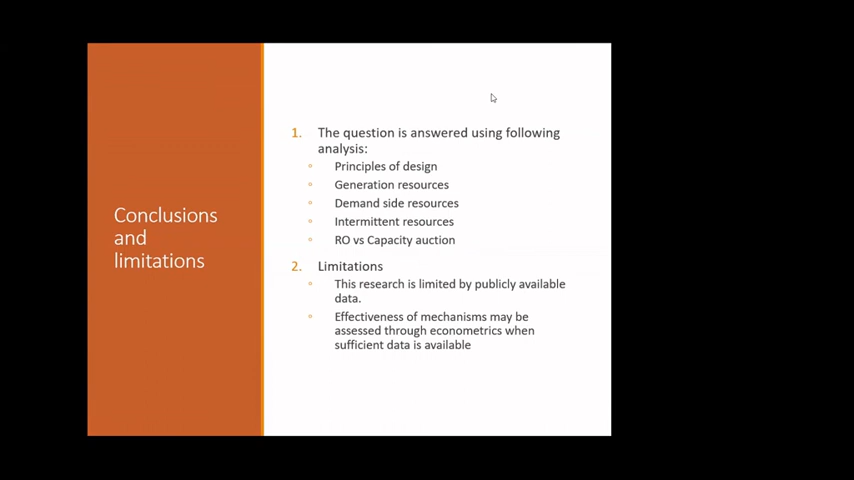 Conclusions
and
limitations
1. The question is answered using following
analysis:
Principles of design
Generation resources
Demand side resources
Intermittent resources
RO vs Capacity auction
2. Limitations
This research is limited by publicly available
data.
Effectiveness of mechanisms may be
assessed through econometrics when
sufficient data is available